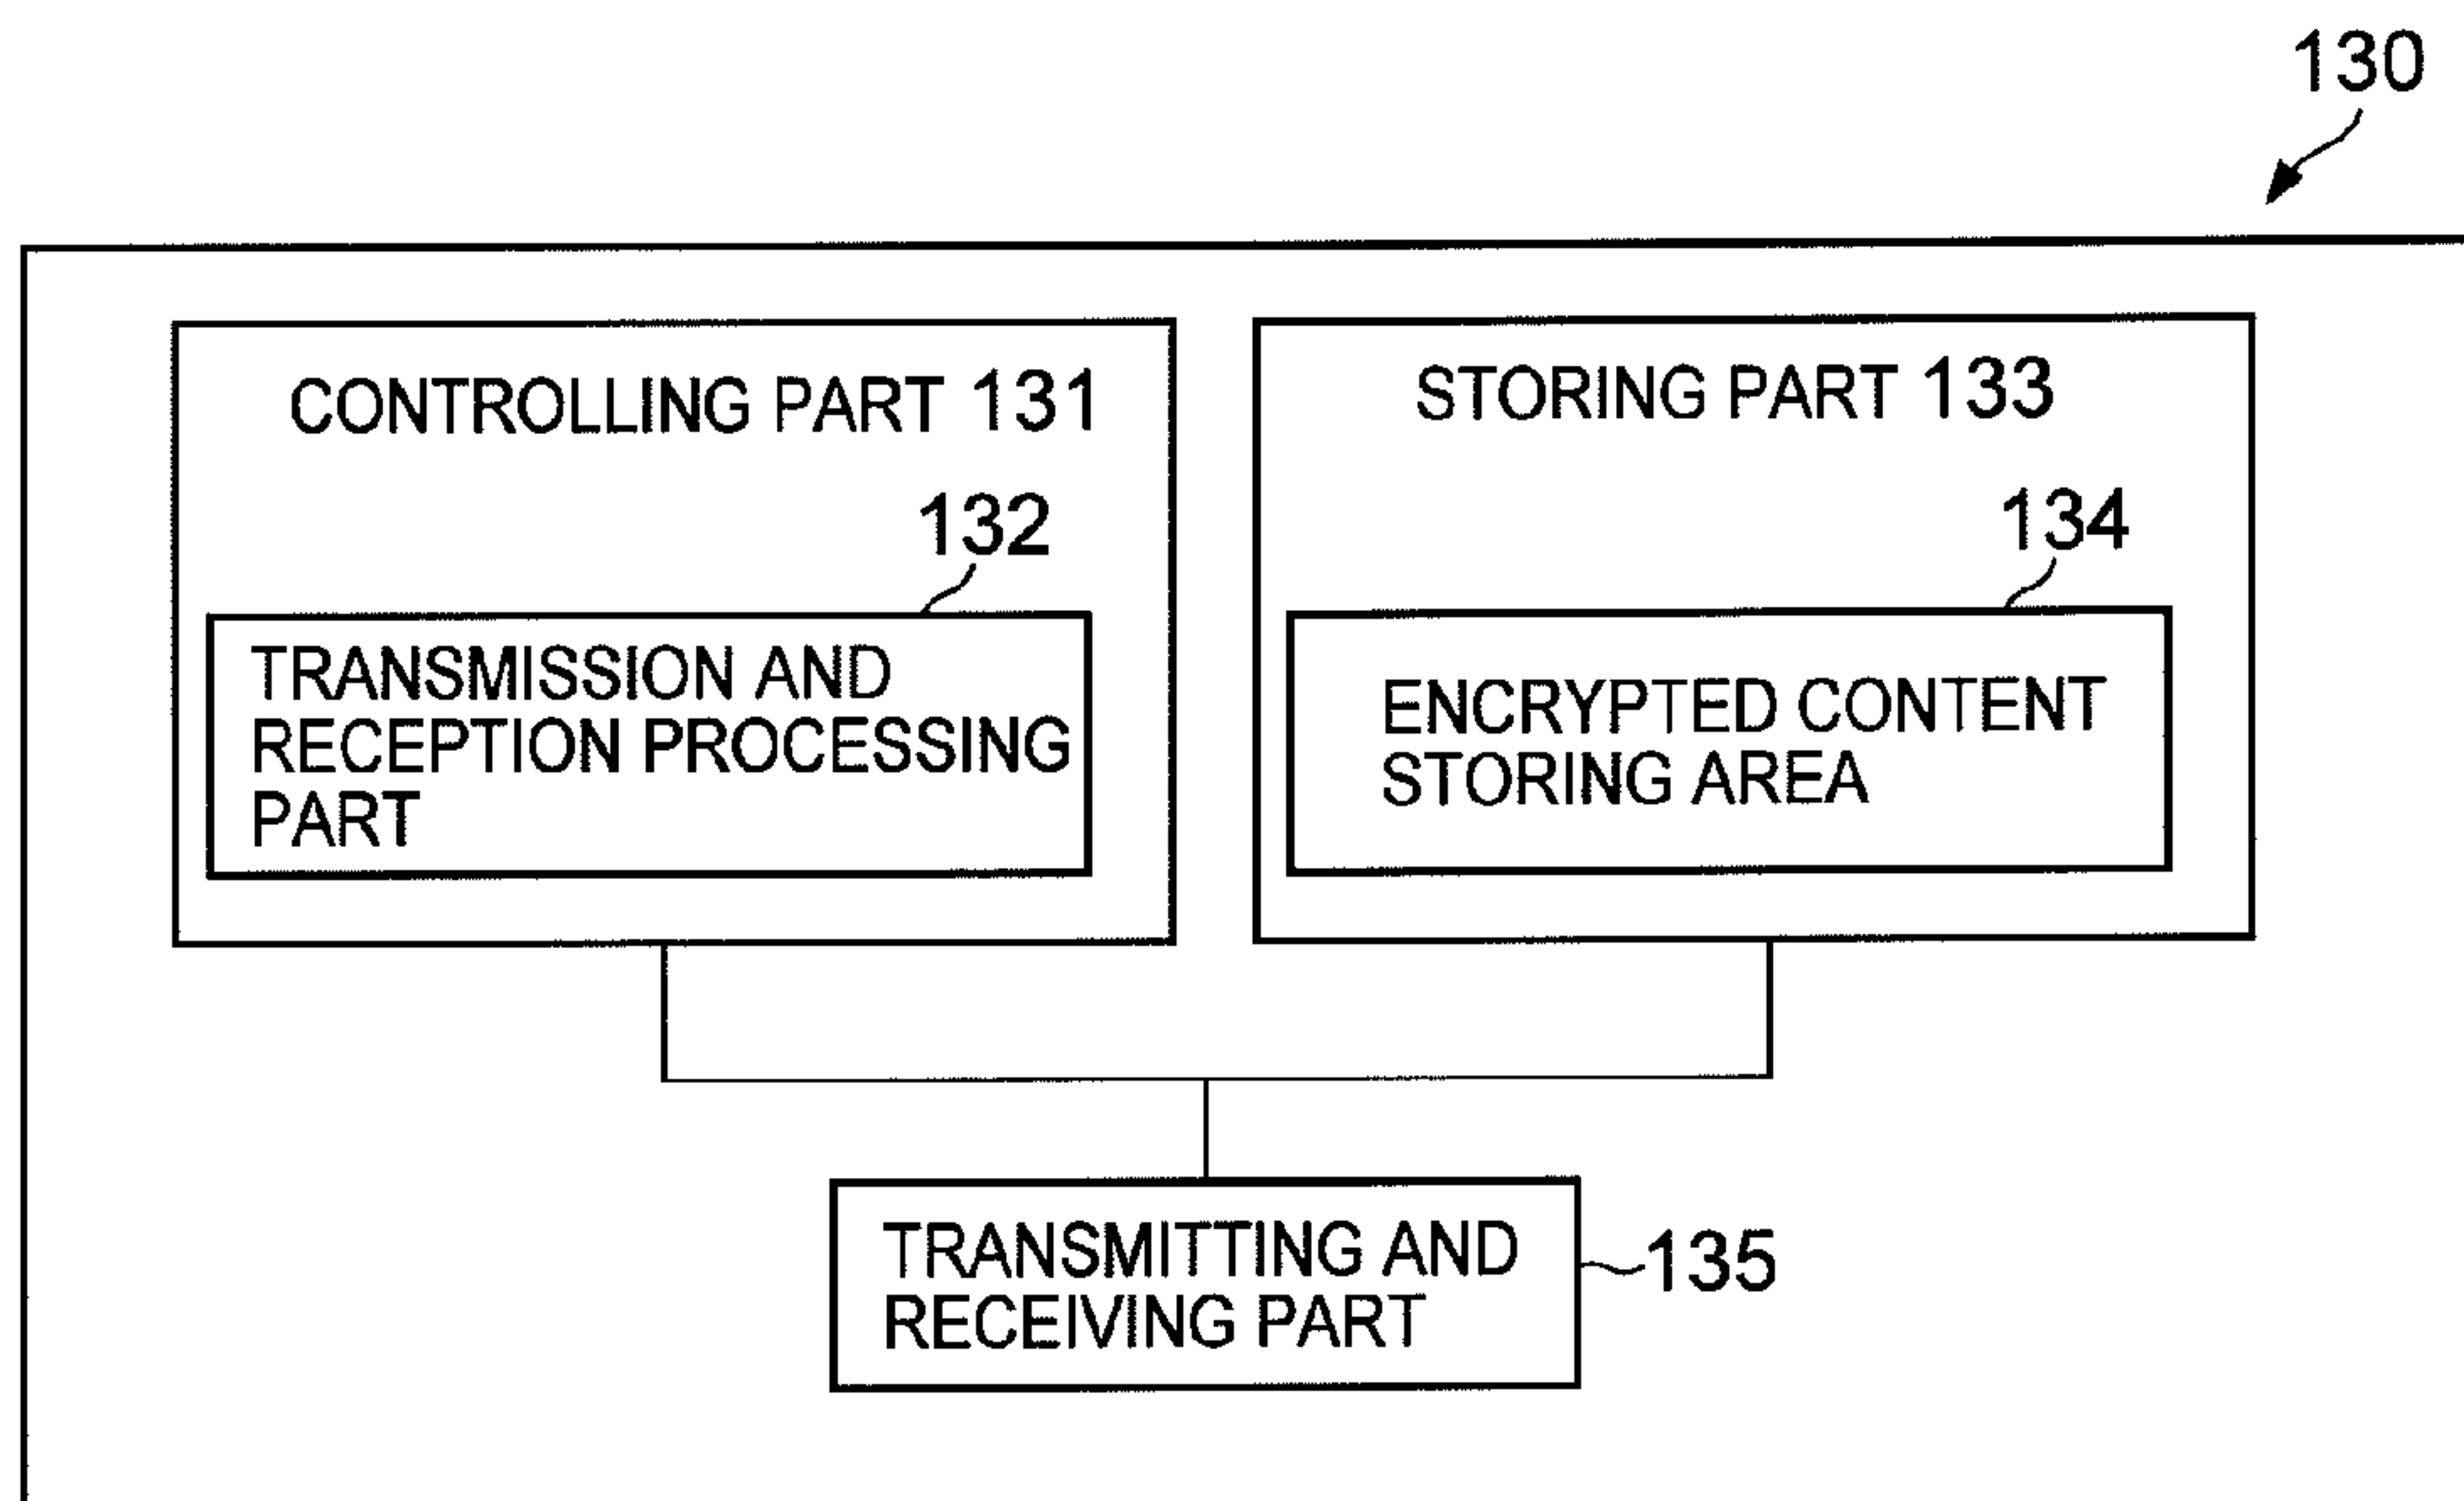 130
CONTROLLING PART 131
132
TRANSMISSION AND
RECEPTION PROCESSING
PART
STORING PART 133
134
ENCRYPTED CONTENT
STORING AREA
TRANSMITTING AND
RECEIVING PART
135